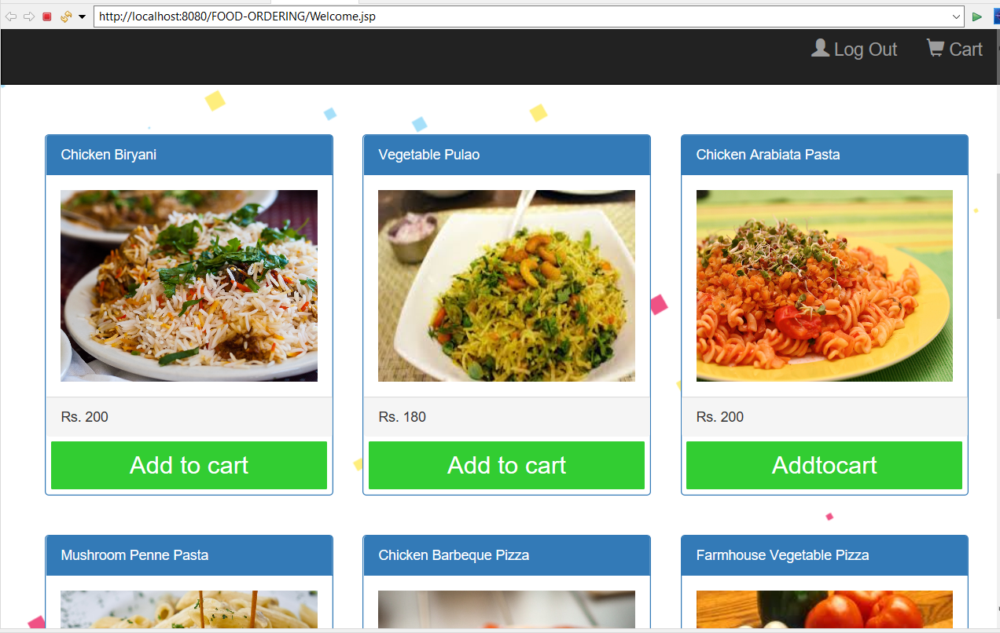 http://localhost:8080/FOOD-ORDERING/Welcome.jsp
Log Out Cart
Chicken Biryani
Vegetable Pulao
Chicken Arabiata Pasta
Rs. 200
Rs. 180
Rs. 200
Add to cart
Add to cart
Addtocart
Mushroom Penne Pasta
Chicken Barbeque Pizza
Farmhouse Vegetable Pizza